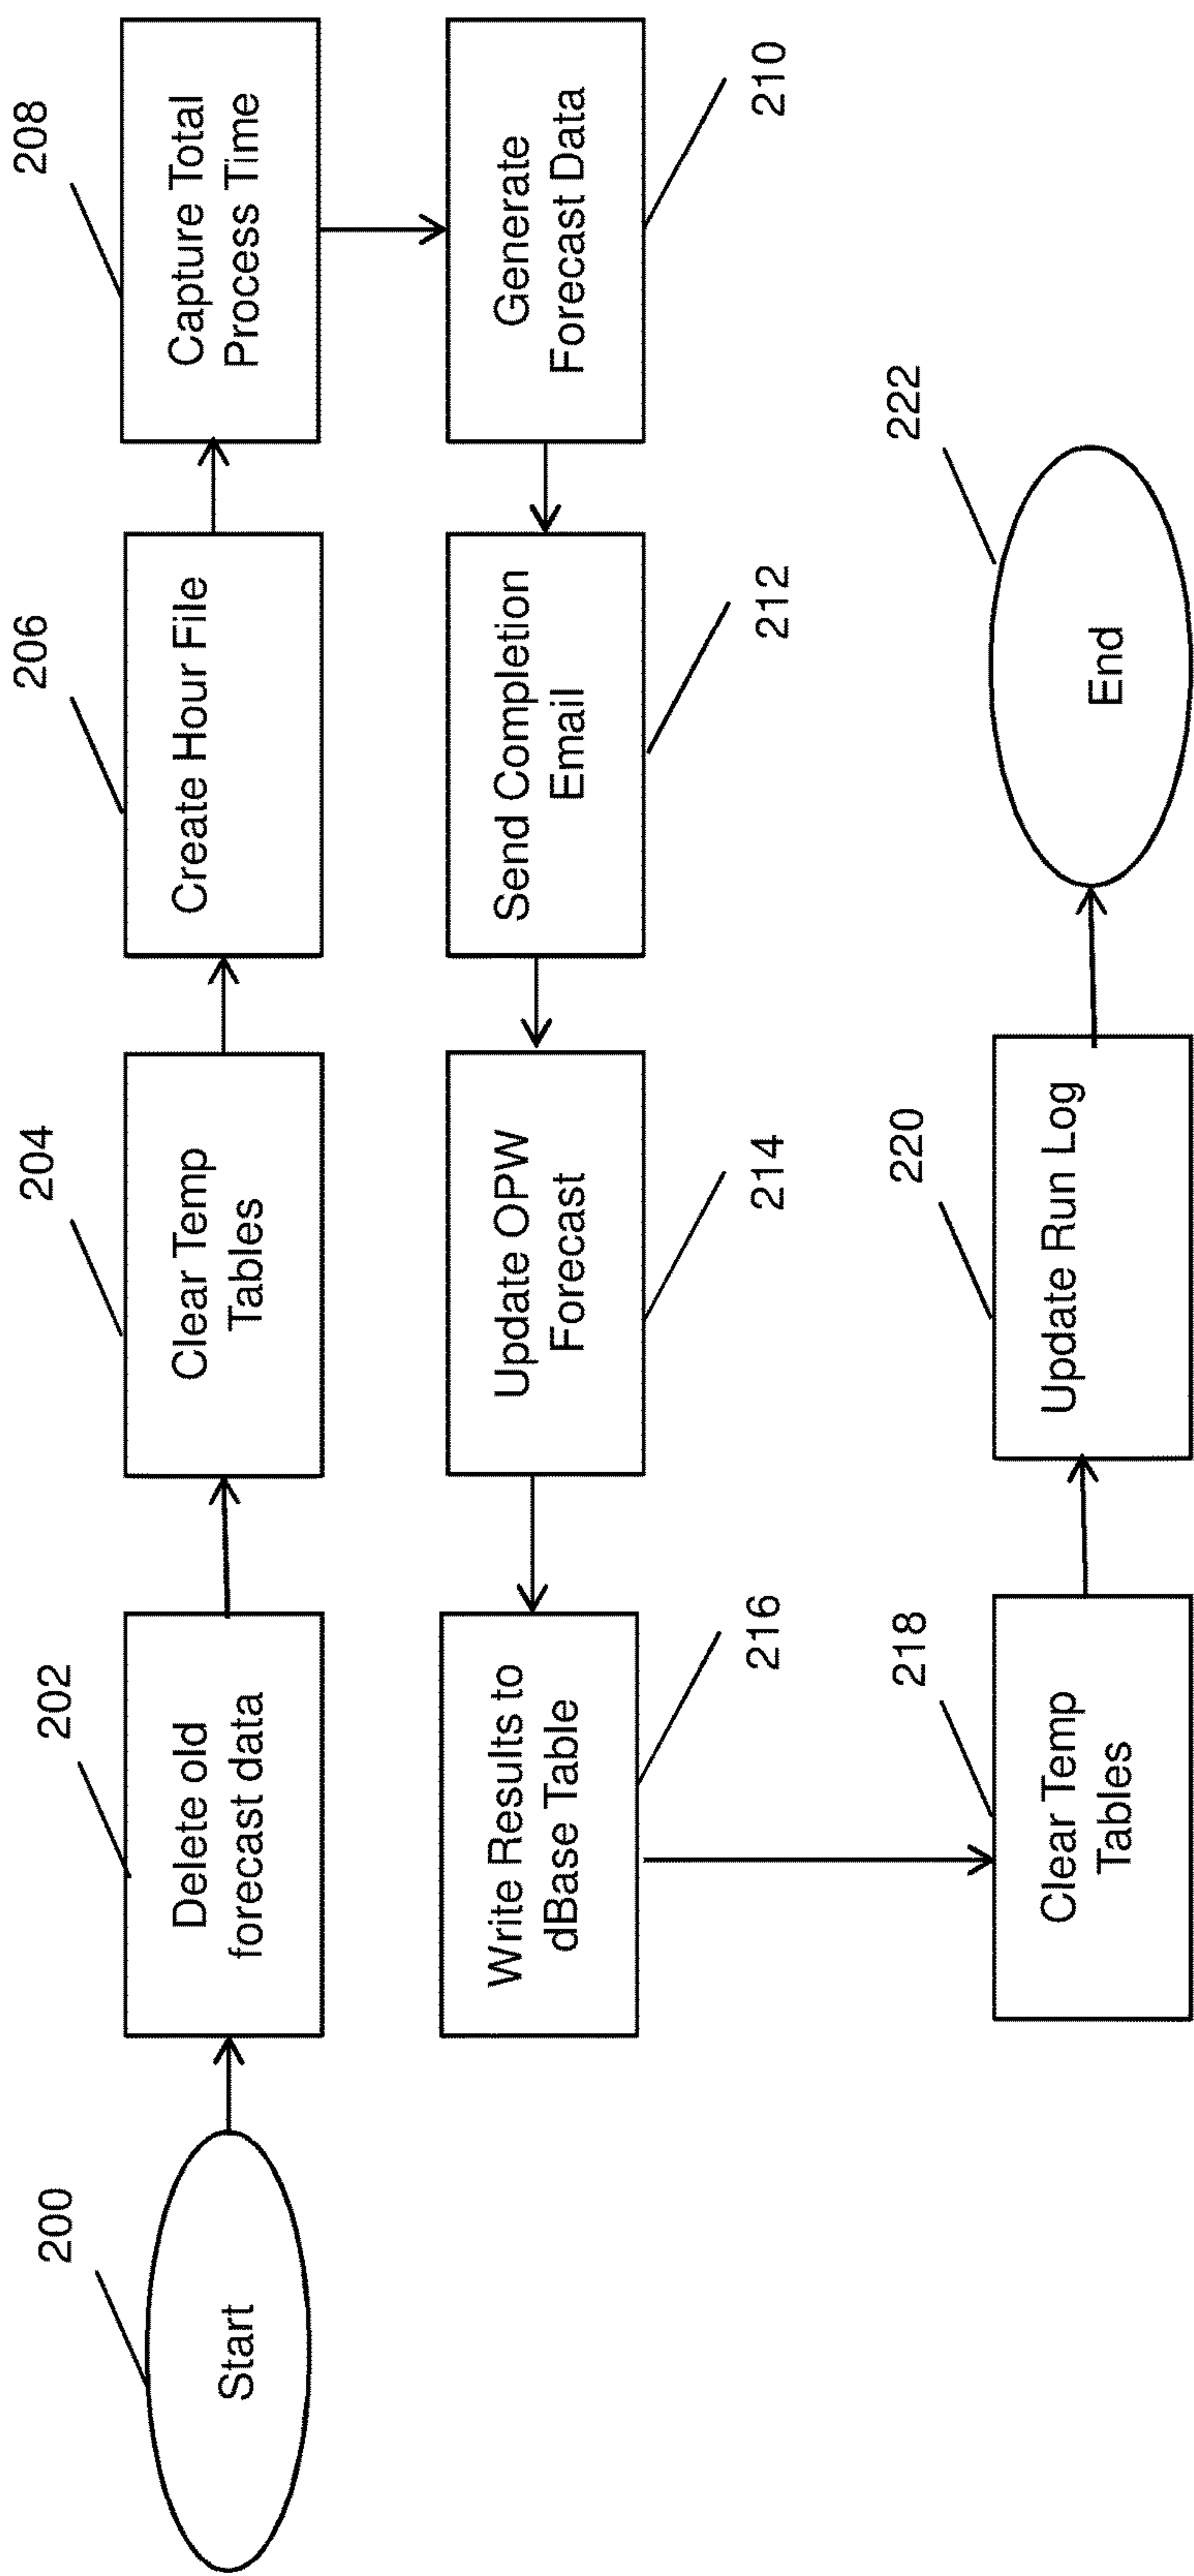 200
Start
202
Delete old
forecast data
204
Clear Temp
Tables
206
Create Hour File
208
Capture Total
Process Time
210
Generate
Forecast Data
212
Send Completion
Email
214
Update OPW
Forecast
216
Write Results to
dBase Table
218
Clear Temp
Tables
220
Update Run Log
222
End